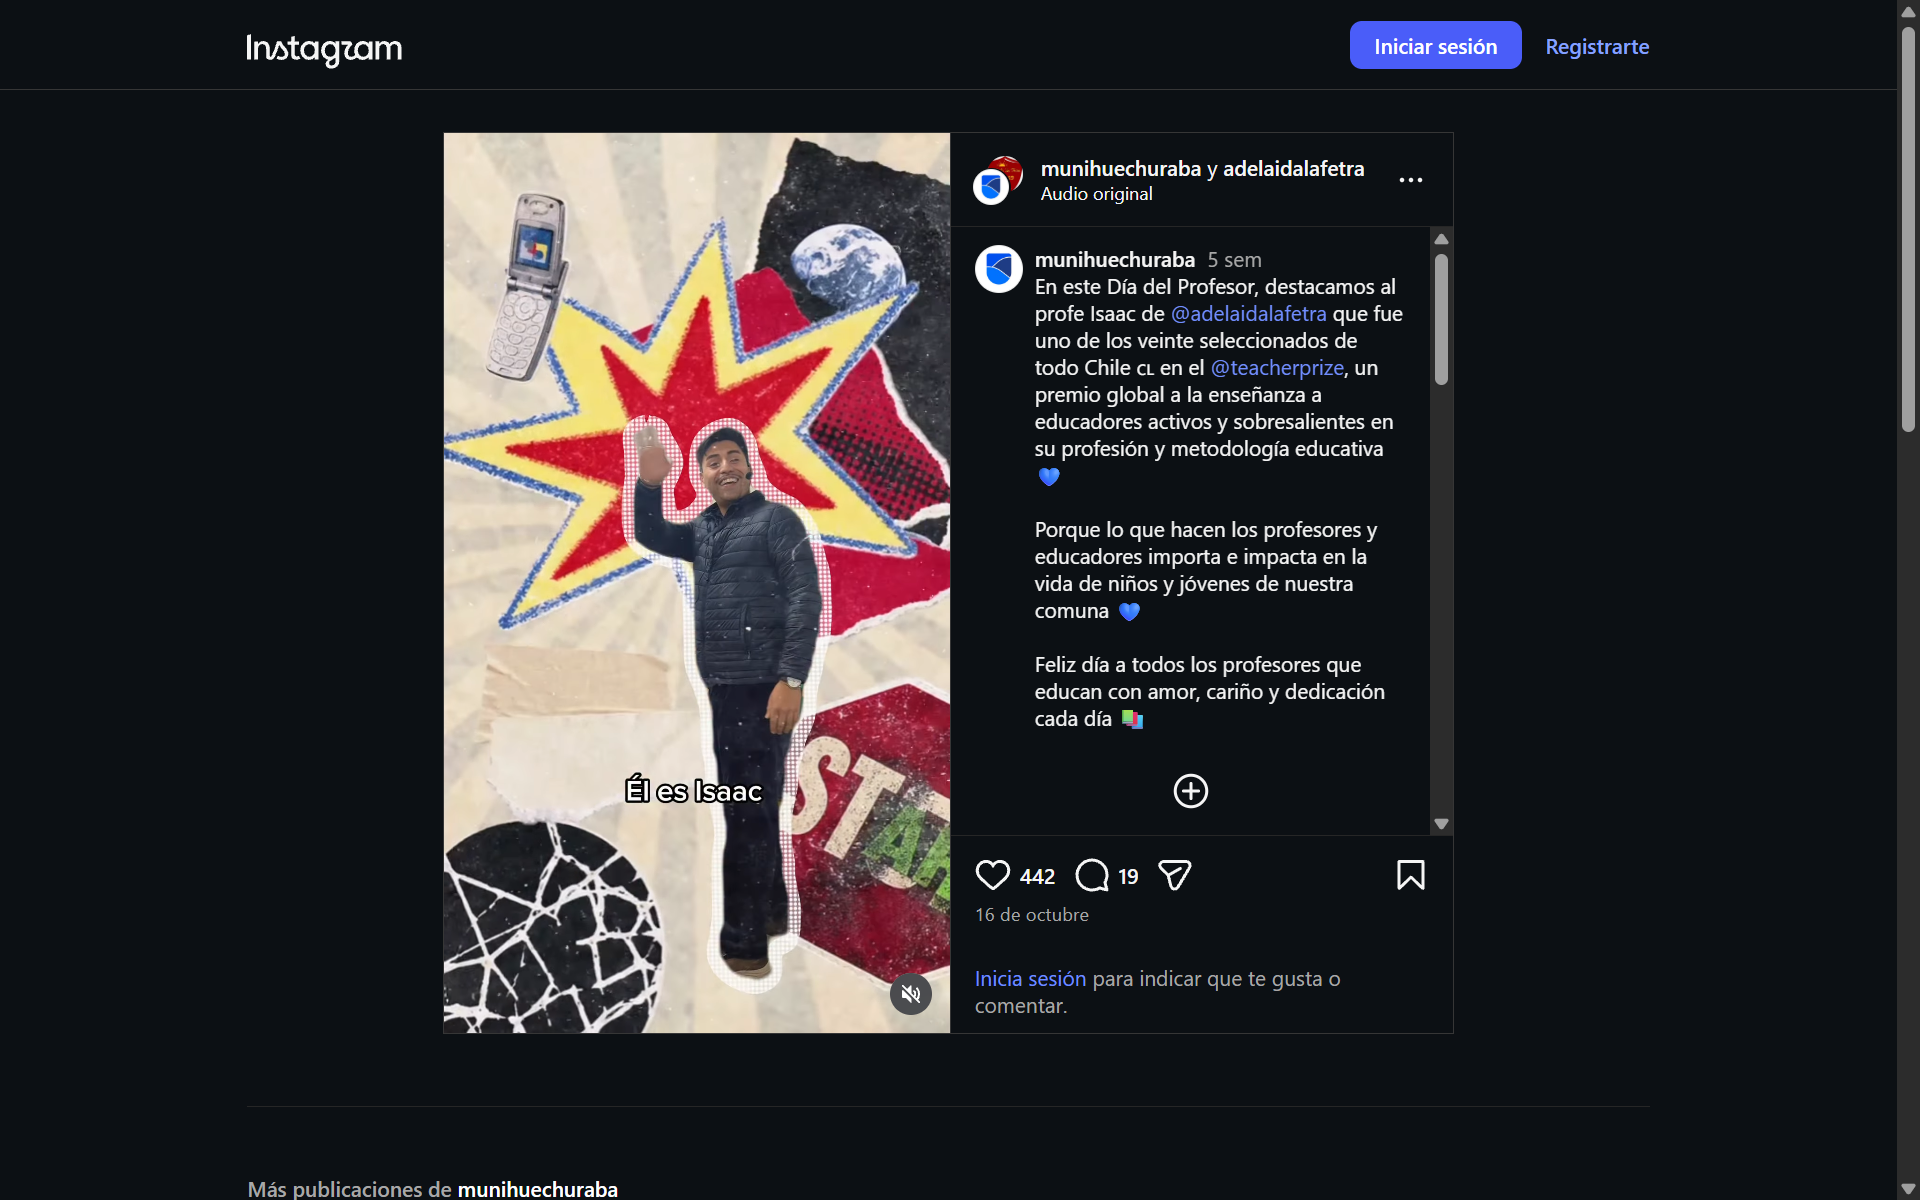 Instagram
Iniciar sesión
Registrarte
munihuechuraba y adelaidalafetra
Audio original
munihuechuraba 5 sem
En este Día del Profesor, destacamos al
profe Isaac de @adelaidalafetra que fue
uno de los veinte seleccionados de
todo Chile CL en el @teacherprize, un
premio global a la enseñanza a
educadores activos y sobresalientes en
su profesión y metodología educativa
💙
Porque lo que hacen los profesores y
educadores importa e impacta en la
vida de niños y jóvenes de nuestra
comuna 💙
Feliz día a todos los profesores que
educan con amor, cariño y dedicación
cada día 📚
Él es Isaac
START
442
19
16 de octubre
Inicia sesión para indicar que te gusta o
comentar.
Más publicaciones de munihuechuraba